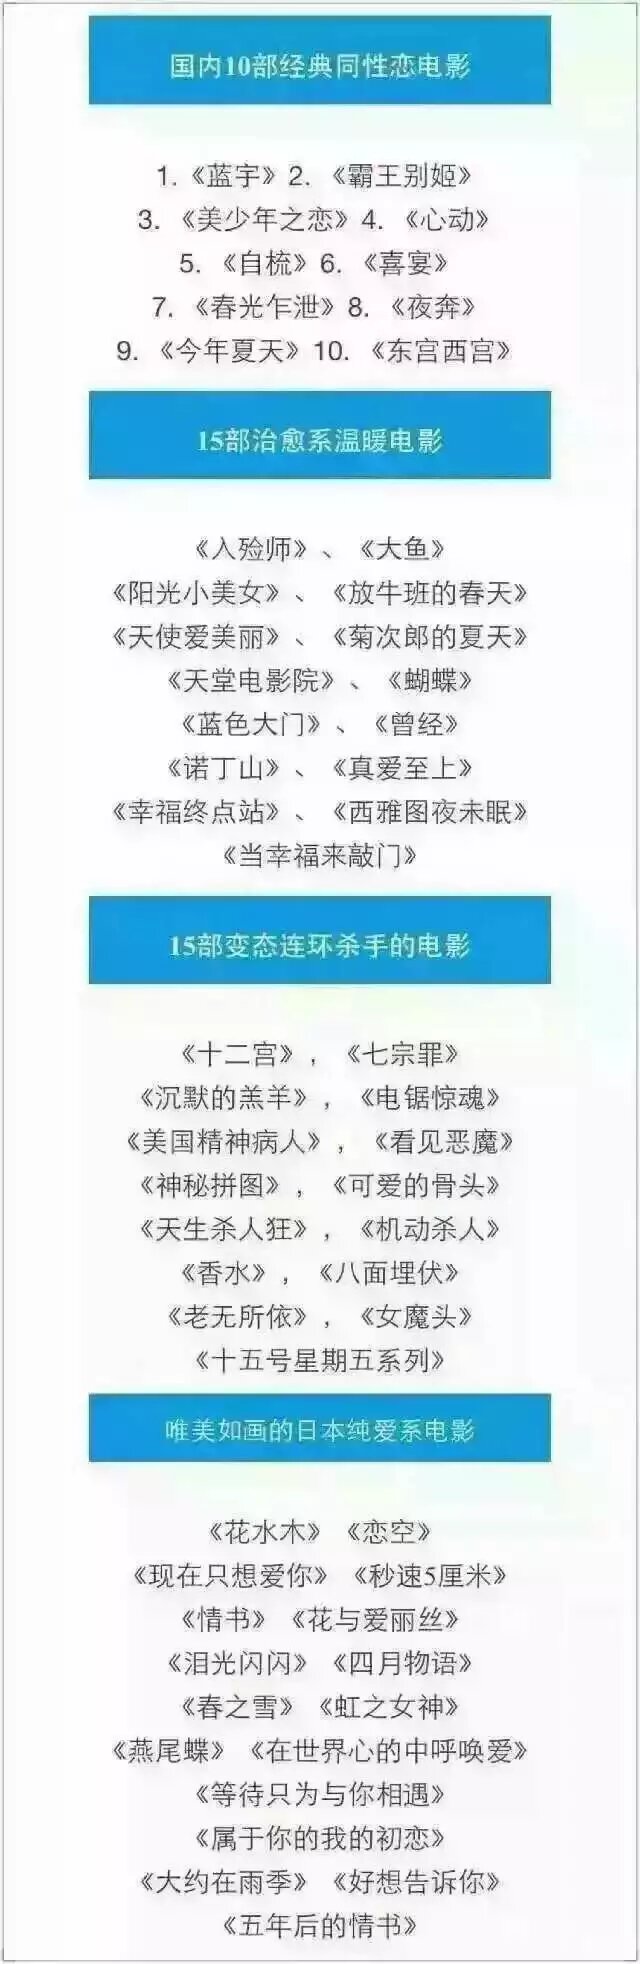 国内10部经典同性恋电影
1.《蓝宇》2. 《霸王别姬》
3. 《美少年之恋》4. 《心动》
5. 《自梳》6. 《喜宴》
7. 《春光乍泄》8. 《夜奔》
9. 《今年夏天》10. 《东宫西宫》
15部治愈系温暖电影
《入殓师》、《大鱼》
《阳光小美女》、《放牛班的春天》
《天使爱美丽》、《菊次郎的夏天》
《天堂电影院》、《蝴蝶》
《蓝色大门》、《曾经》
《诺丁山》、《真爱至上》
《幸福终点站》、《西雅图夜未眠》
《当幸福来敲门》
15部变态连环杀手的电影
《十二宫》，《七宗罪》
《沉默的羔羊》，《电锯惊魂》
《美国精神病人》，《看见恶魔》
《神秘拼图》，《可爱的骨头》
《天生杀人狂》，《机动杀人》
《香水》，《八面埋伏》
《老无所依》，《女魔头》
《十五号星期五系列》
唯美如画的日本纯爱系电影
《花水木》《恋空》
《现在只想爱你》《秒速5厘米》
《情书》《花与爱丽丝》
《泪光闪闪》《四月物语》
《春之雪》《虹之女神》
《燕尾蝶》《在世界心的中呼唤爱》
《等待只为与你相遇》
《属于你的我的初恋》
《大约在雨季》《好想告诉你》
《五年后的情书》